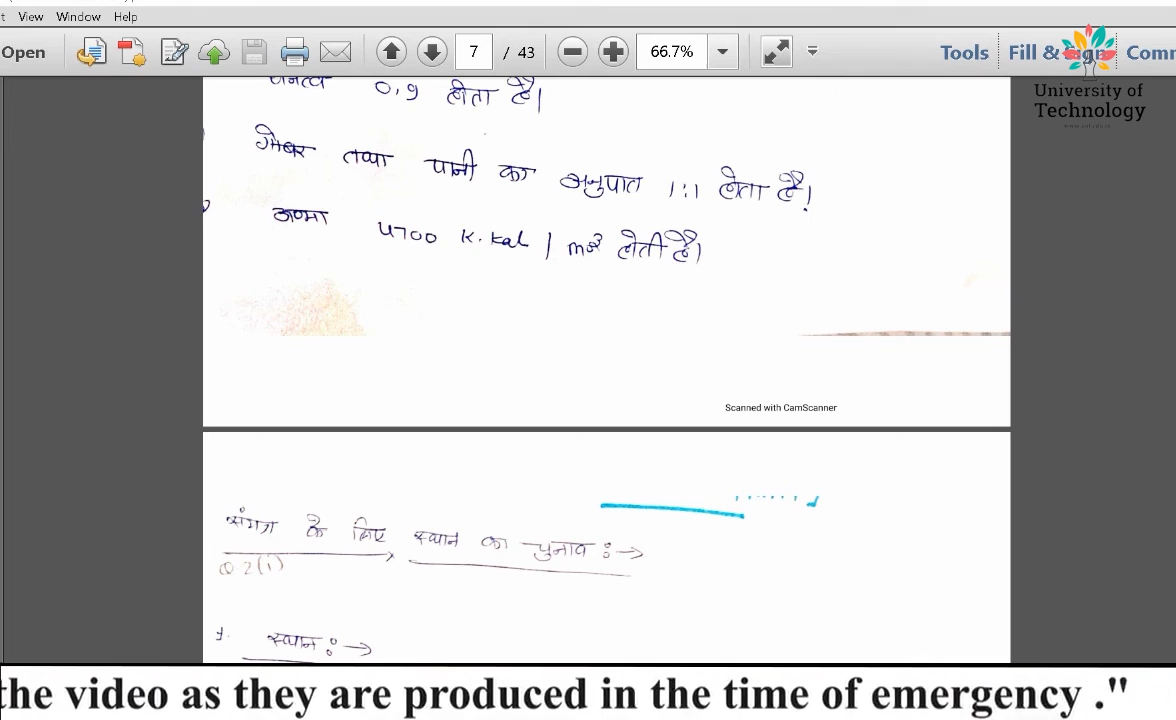 t View Window Help
Open 7 / 43 66.7% Tools Fill & Sign Comm
University of
Technology
घनत्व 0.9 होता है।
गोबर तथा पानी का अनुपात 1:1 होता है।
ऊष्मा 4700 K.Kal / m3 होती है।
Scanned with CamScanner
संयंत्र के लिए स्थान का चुनाव :→
Q 2(i)
1. स्थान :→
the video as they are produced in the time of emergency ."